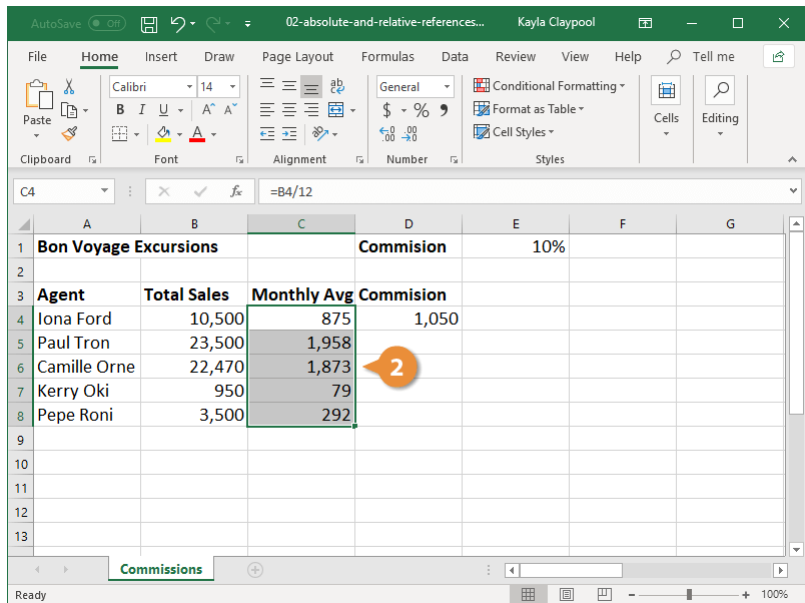 AutoSave Off 02-absolute-and-relative-references... Kayla Claypool
File Home Insert Draw Page Layout Formulas Data Review View Help Tell me
Calibri 14 ab General Conditional Formatting
Paste B I U A A $ % 9 Format as Table Cells Editing
A .00 .00 Cell Styles
Clipboard Font Alignment Number Styles
C4 fx =B4/12
A B C D E F G
1 Bon Voyage Excursions Commision 10%
2
3 Agent Total Sales Monthly Avg Commision
4 Iona Ford 10,500 875 1,050
5 Paul Tron 23,500 1,958
6 Camille Orne 22,470 1,873 2
7 Kerry Oki 950 79
8 Pepe Roni 3,500 292
9
10
11
12
13
Commissions
Ready 100%